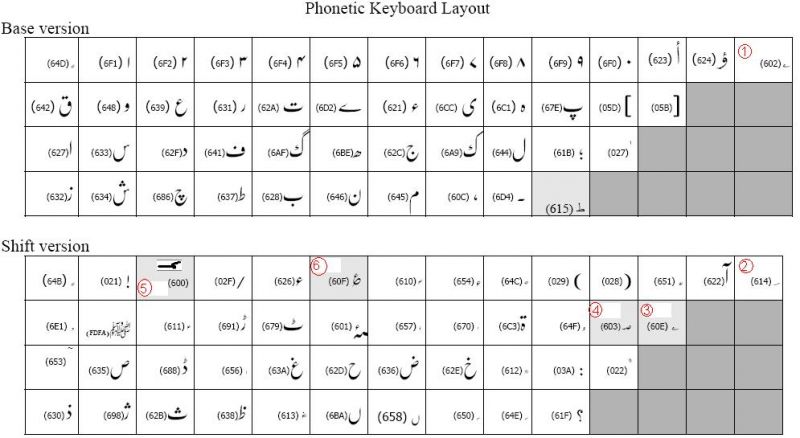 Phonetic Keyboard Layout
Base version
(64D) ٍ (6F1) ۱ (6F2) ۲ (6F3) ۳ (6F4) ۴ (6F5) ۵ (6F6) ۶ (6F7) ۷ (6F8) ۸ (6F9) ۹ (6F0) ۰ (623) أ (624) ؤ 1 (602) ؂
(642) ق (648) و (639) ع (631) ر (62A) ت (6D2) ے (621) ء (6CC) ی (6C1) ہ (67E) پ (05D) ] (05B) [
(627) ا (633) س (62F) د (641) ف (6AF) گ (6BE) ھ (62C) ج (6A9) ک (644) ل (61B) ؛ (027) '
(632) ز (634) ش (686) چ (637) ط (628) ب (646) ن (645) م (60C) ، (6D4) ۔ (615) ؕ
Shift version
(64B) ً (021) ! 5 (600) ؀ (02F) / (626) ئ 6 (60F) ؏ (610) ؐ (654) ٔ (64C) ٌ (029) ) (028) ( (651) ّ (622) آ 2 (614) ؔ
(6E1) ۡ (FDFA) ﷺ (611) ؑ (691) ڑ (679) ٹ (601) ؁ (657) ٗ (670) ٰ (6C3) ۃ (64F) ُ 4 (603) ؃ 3 (60E) ؎
(653) ٓ (635) ص (688) ڈ (656) ٖ (63A) غ (62D) ح (636) ض (62E) خ (612) ؒ (03A) : (022) "
(630) ذ (698) ژ (62B) ث (638) ظ (613) ؓ (6BA) ں (658) ٘ (650) ِ (64E) َ (61F) ؟